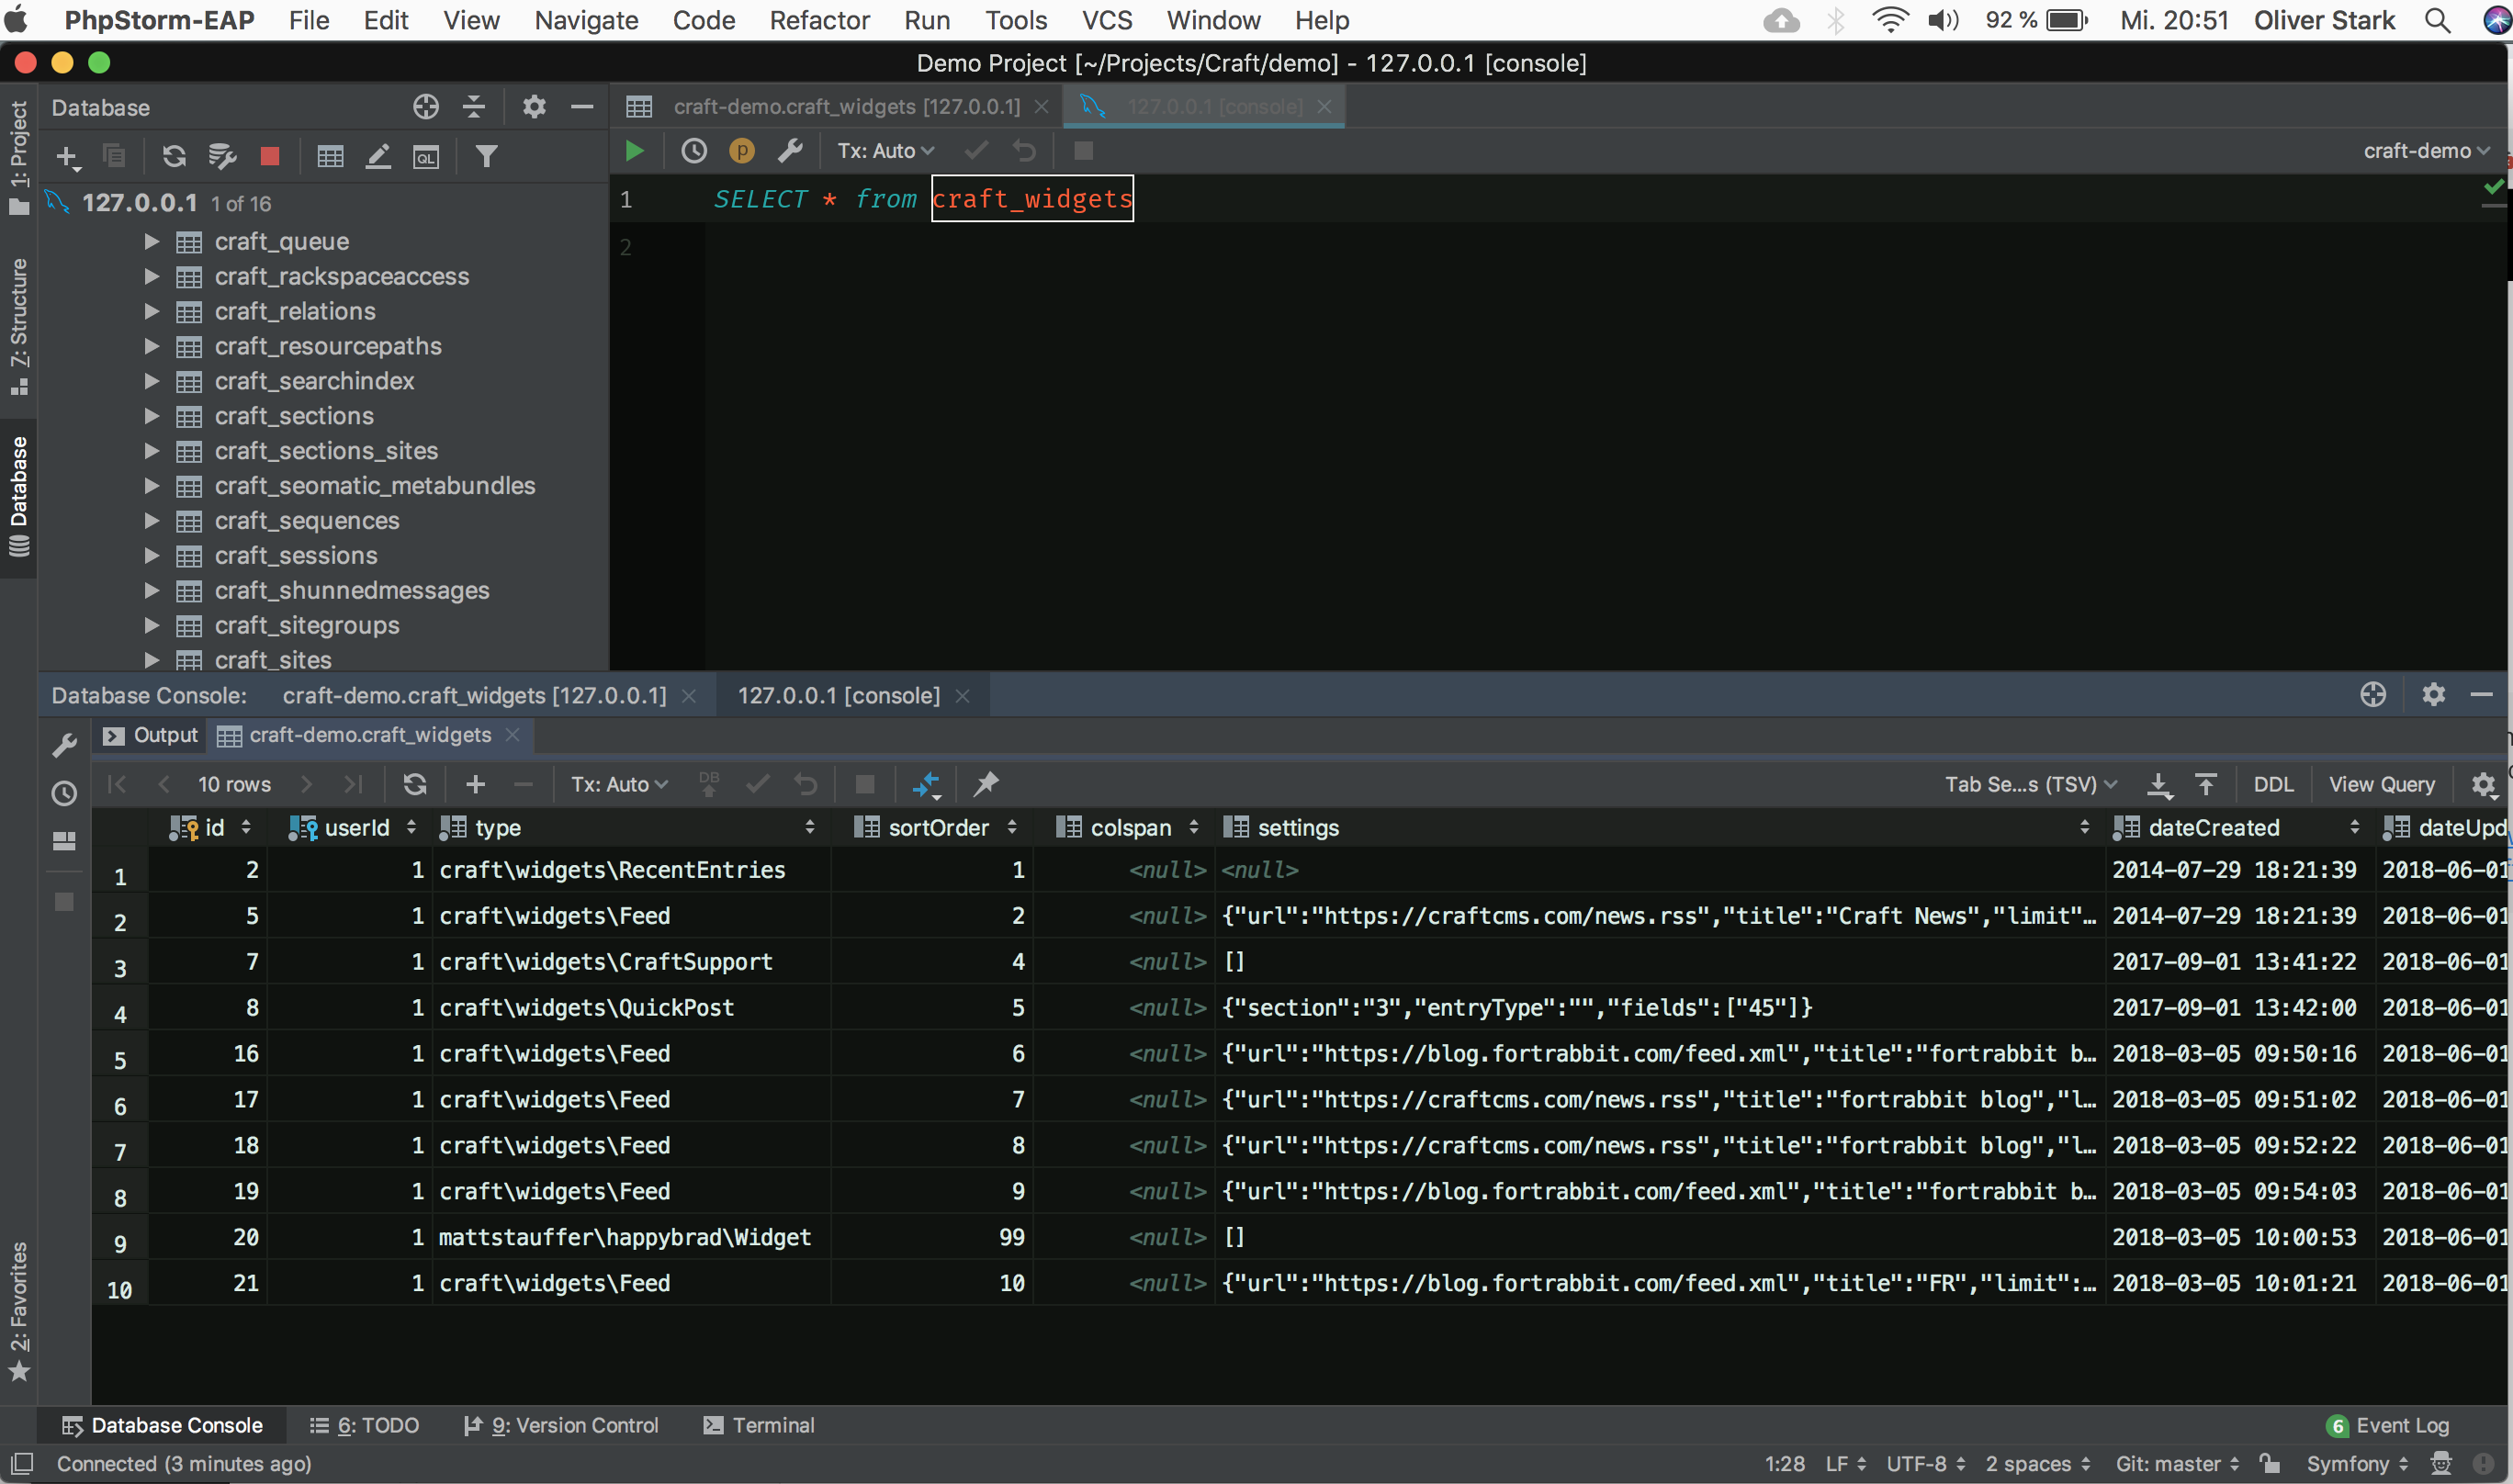 PhpStorm-EAP File Edit View Navigate Code Refactor Run Tools VCS Window Help 92 % Mi. 20:51 Oliver Stark
Demo Project [~/Projects/Craft/demo] - 127.0.0.1 [console]
1: Project
7: Structure
Database
2: Favorites
Database
craft-demo.craft_widgets [127.0.0.1] 127.0.0.1 [console]
QL
p Tx: Auto craft-demo
127.0.0.1 1 of 16
craft_queue
craft_rackspaceaccess
craft_relations
craft_resourcepaths
craft_searchindex
craft_sections
craft_sections_sites
craft_seomatic_metabundles
craft_sequences
craft_sessions
craft_shunnedmessages
craft_sitegroups
craft_sites
1 SELECT * from craft_widgets
2
Database Console: craft-demo.craft_widgets [127.0.0.1] 127.0.0.1 [console]
Output craft-demo.craft_widgets
10 rows Tx: Auto DB Tab Se...s (TSV) DDL View Query
id userId type sortOrder colspan settings dateCreated dateUpd
1 2 1 craft\widgets\RecentEntries 1 <null> <null> 2014-07-29 18:21:39 2018-06-01
2 5 1 craft\widgets\Feed 2 <null> {"url":"https://craftcms.com/news.rss","title":"Craft News","limit"… 2014-07-29 18:21:39 2018-06-01
3 7 1 craft\widgets\CraftSupport 4 <null> [] 2017-09-01 13:41:22 2018-06-01
4 8 1 craft\widgets\QuickPost 5 <null> {"section":"3","entryType":"","fields":["45"]} 2017-09-01 13:42:00 2018-06-01
5 16 1 craft\widgets\Feed 6 <null> {"url":"https://blog.fortrabbit.com/feed.xml","title":"fortrabbit b… 2018-03-05 09:50:16 2018-06-01
6 17 1 craft\widgets\Feed 7 <null> {"url":"https://craftcms.com/news.rss","title":"fortrabbit blog","l… 2018-03-05 09:51:02 2018-06-01
7 18 1 craft\widgets\Feed 8 <null> {"url":"https://craftcms.com/news.rss","title":"fortrabbit blog","l… 2018-03-05 09:52:22 2018-06-01
8 19 1 craft\widgets\Feed 9 <null> {"url":"https://blog.fortrabbit.com/feed.xml","title":"fortrabbit b… 2018-03-05 09:54:03 2018-06-01
9 20 1 mattstauffer\happybrad\Widget 99 <null> [] 2018-03-05 10:00:53 2018-06-01
10 21 1 craft\widgets\Feed 10 <null> {"url":"https://blog.fortrabbit.com/feed.xml","title":"FR","limit":… 2018-03-05 10:01:21 2018-06-01
Database Console 6: TODO 9: Version Control Terminal 6 Event Log
Connected (3 minutes ago) 1:28 LF UTF-8 2 spaces Git: master Symfony